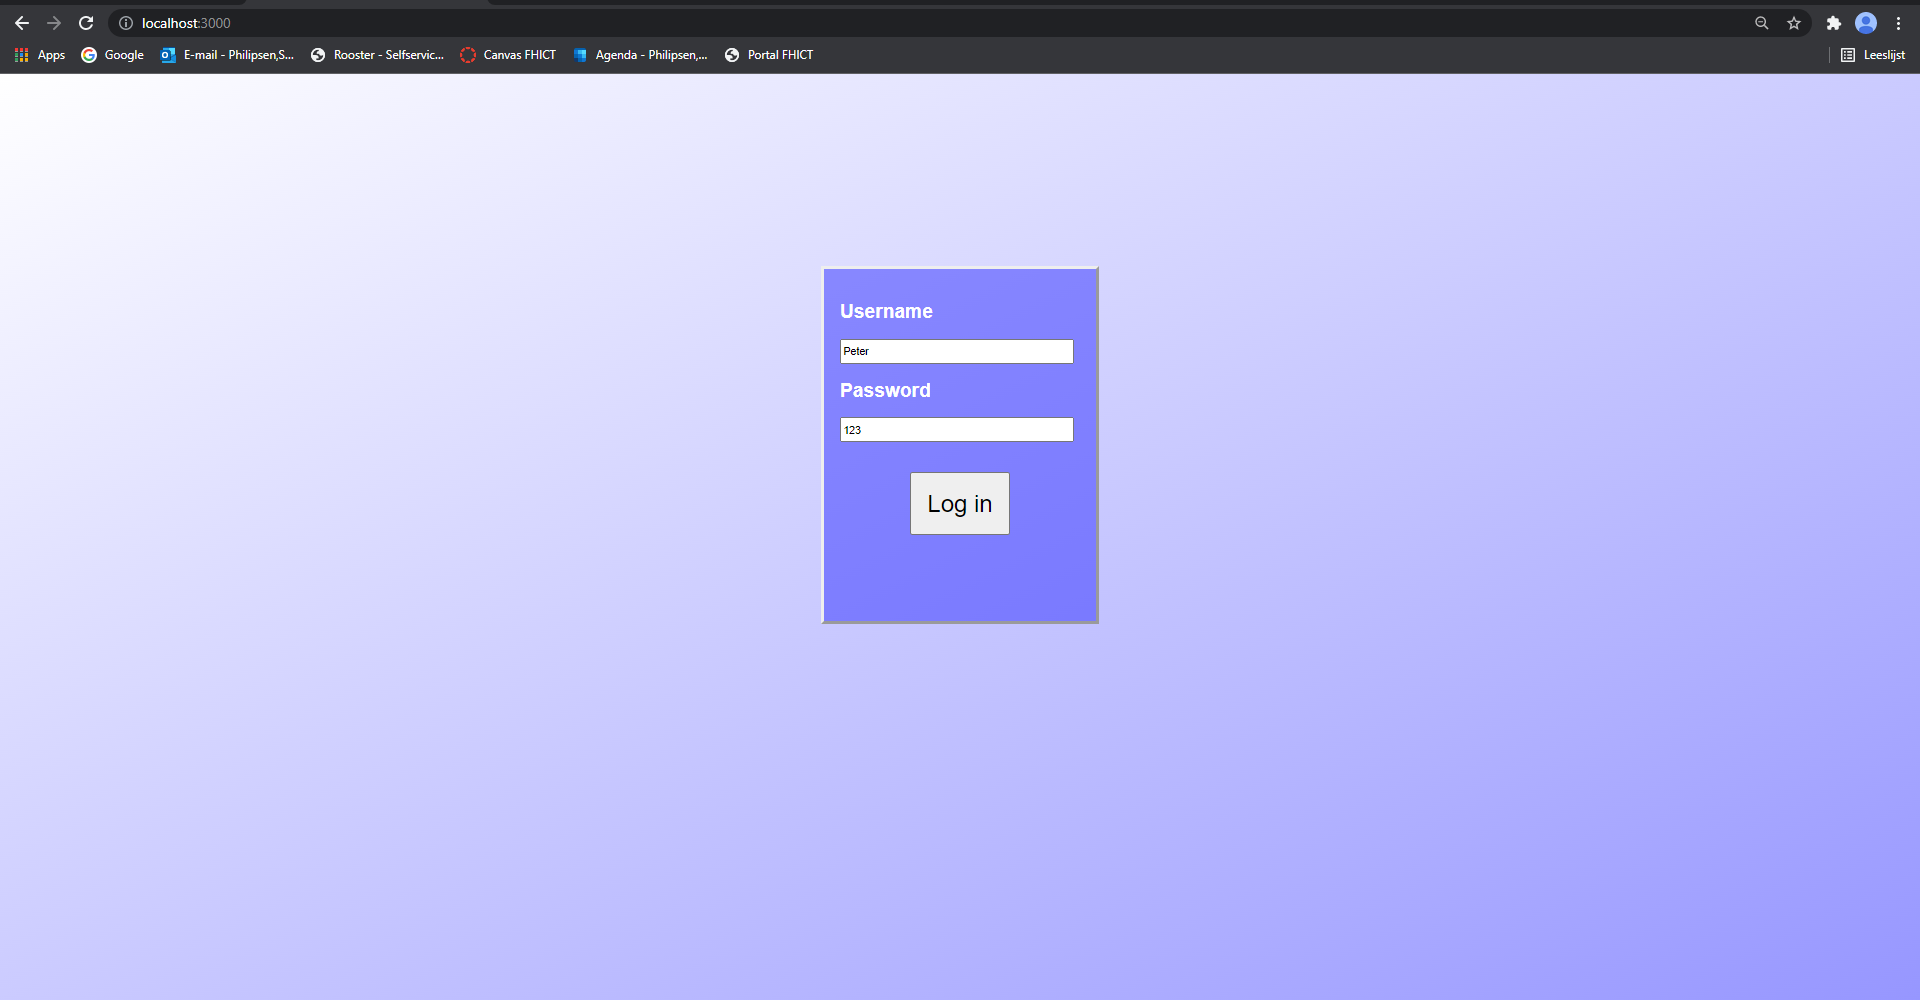 localhost:3000
Apps Google E-mail - Philipsen,S... Rooster - Selfservic... Canvas FHICT Agenda - Philipsen,... Portal FHICT Leeslijst
Username
Peter
Password
123
Log in